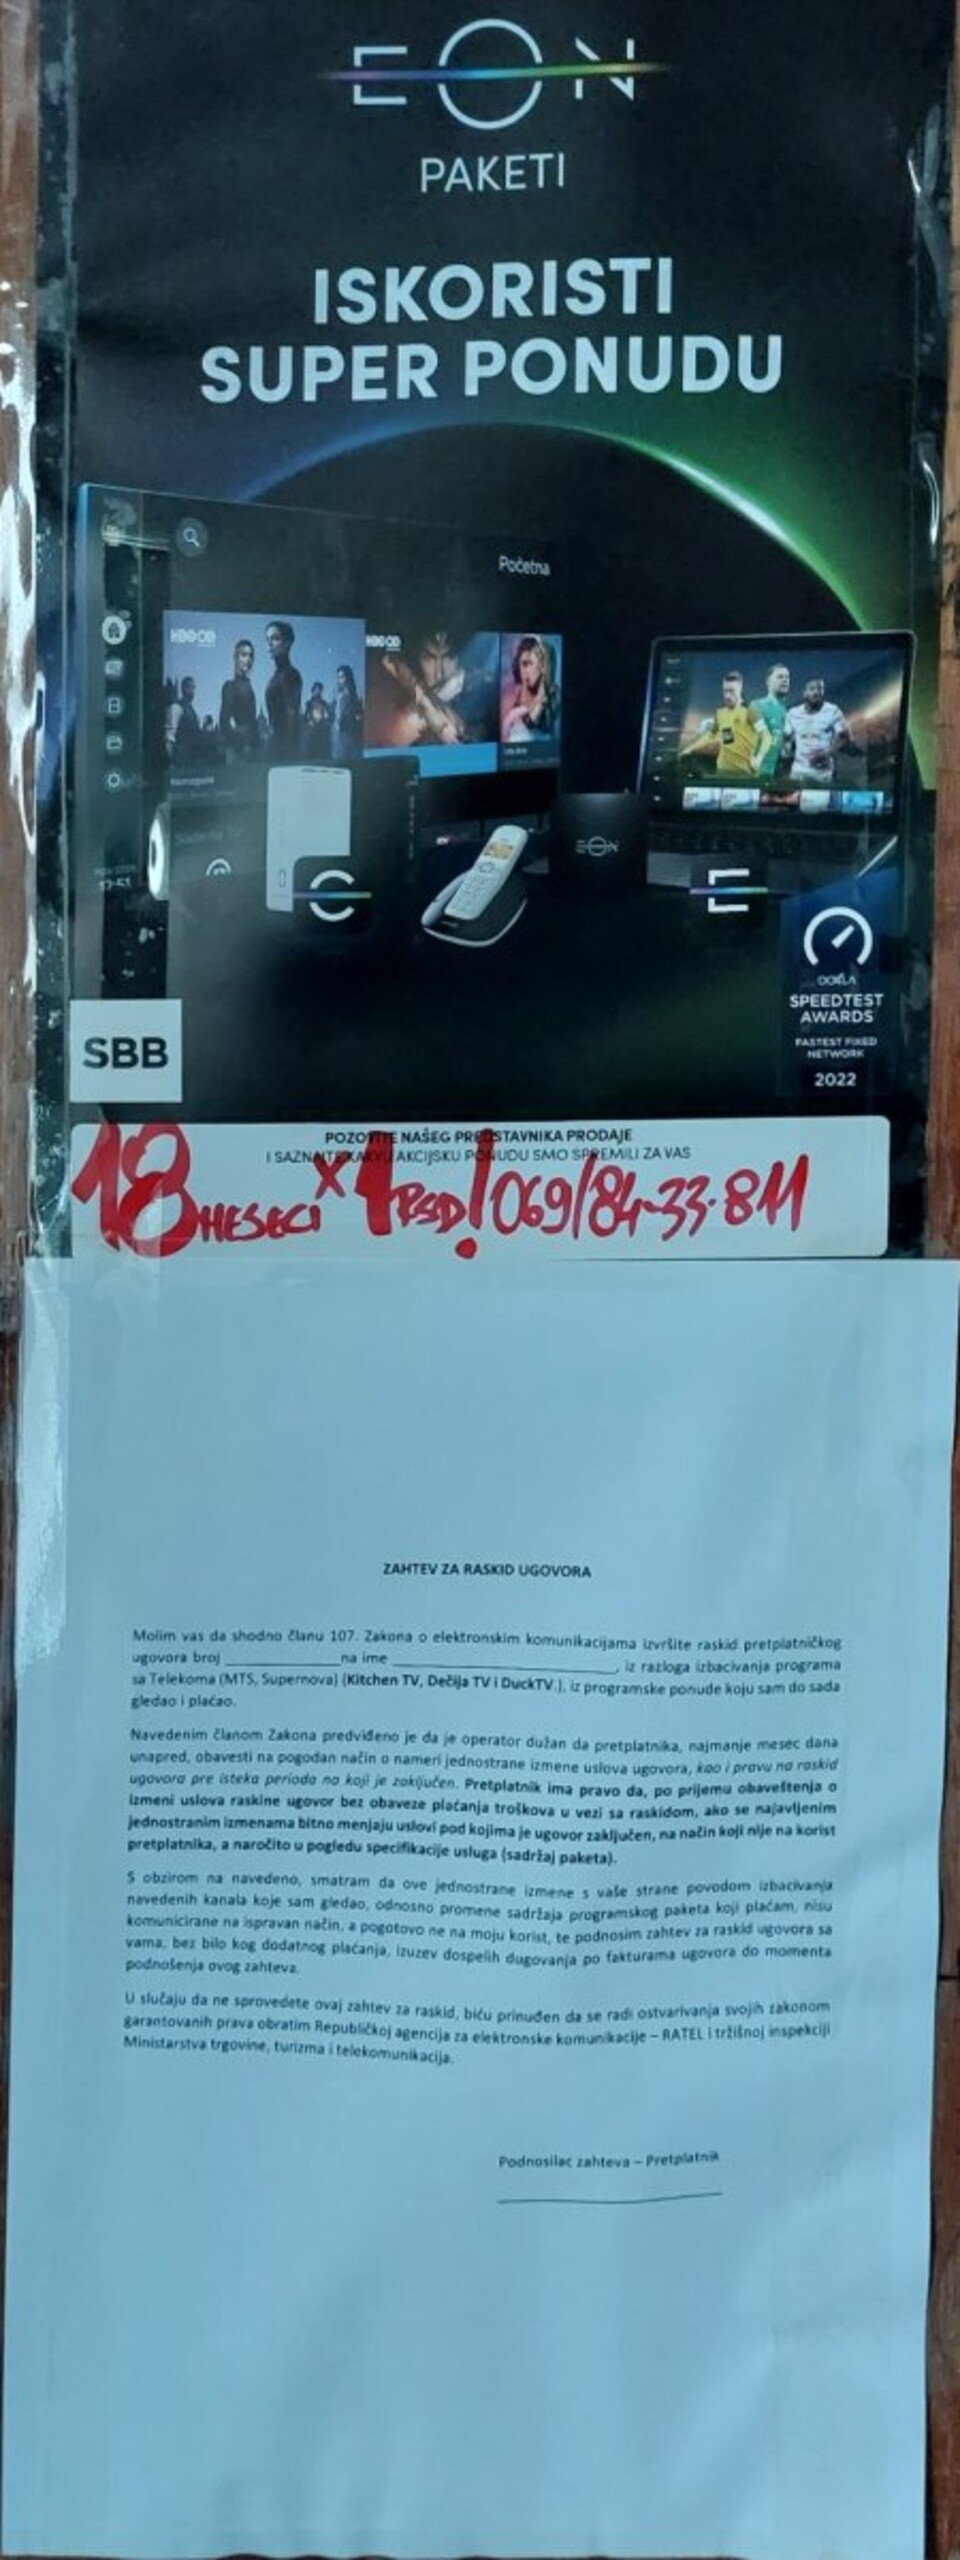 EON
PAKETI
ISKORISTI
SUPER PONUDU
Početna
HBO OD
HBO OD
EON
E
OOKLA
SPEEDTEST
AWARDS
FASTEST FIXED
NETWORK
2022
SBB
POZOVITE NAŠEG PREDSTAVNIKA PRODAJE
I SAZNAJTE KAKVU AKCIJSKU PONUDU SMO SPREMILI ZA VAS
18 MESECI x 1 RSD! 069/84-33-811
ZAHTEV ZA RASKID UGOVORA
Molim vas da shodno članu 107. Zakona o elektronskim komunikacijama izvršite raskid pretplatničkog
ugovora broj ____________ na ime ____________________________, iz razloga izbacivanja programa
sa Telekoma (MTS, Supernova) (Kitchen TV, Dečija TV i DuckTV.), iz programske ponude koju sam do sada
gledao i plaćao.
Navedenim članom Zakona predviđeno je da je operator dužan da pretplatnika, najmanje mesec dana
unapred, obavesti na pogodan način o nameri jednostrane izmene uslova ugovora, kao i pravu na raskid
ugovora pre isteka perioda na koji je zaključen. Pretplatnik ima pravo da, po prijemu obaveštenja o
izmeni uslova raskine ugovor bez obaveze plaćanja troškova u vezi sa raskidom, ako se najavljenim
jednostranim izmenama bitno menjaju uslovi pod kojima je ugovor zaključen, na način koji nije na korist
pretplatnika, a naročito u pogledu specifikacije usluga (sadržaj paketa).
S obzirom na navedeno, smatram da ove jednostrane izmene s vaše strane povodom izbacivanja
navedenih kanala koje sam gledao, odnosno promene sadržaja programskog paketa koji plaćam, nisu
komunicirane na ispravan način, a pogotovo ne na moju korist, te podnosim zahtev za raskid ugovora sa
vama, bez bilo kog dodatnog plaćanja, izuzev dospelih dugovanja po fakturama ugovora do momenta
podnošenja ovog zahteva.
U slučaju da ne sprovedete ovaj zahtev za raskid, biću prinuđen da se radi ostvarivanja svojih zakonom
garantovanih prava obratim Republičkoj agencija za elektronske komunikacije – RATEL i tržišnoj inspekciji
Ministarstva trgovine, turizma i telekomunikacija.
Podnosilac zahteva – Pretplatnik